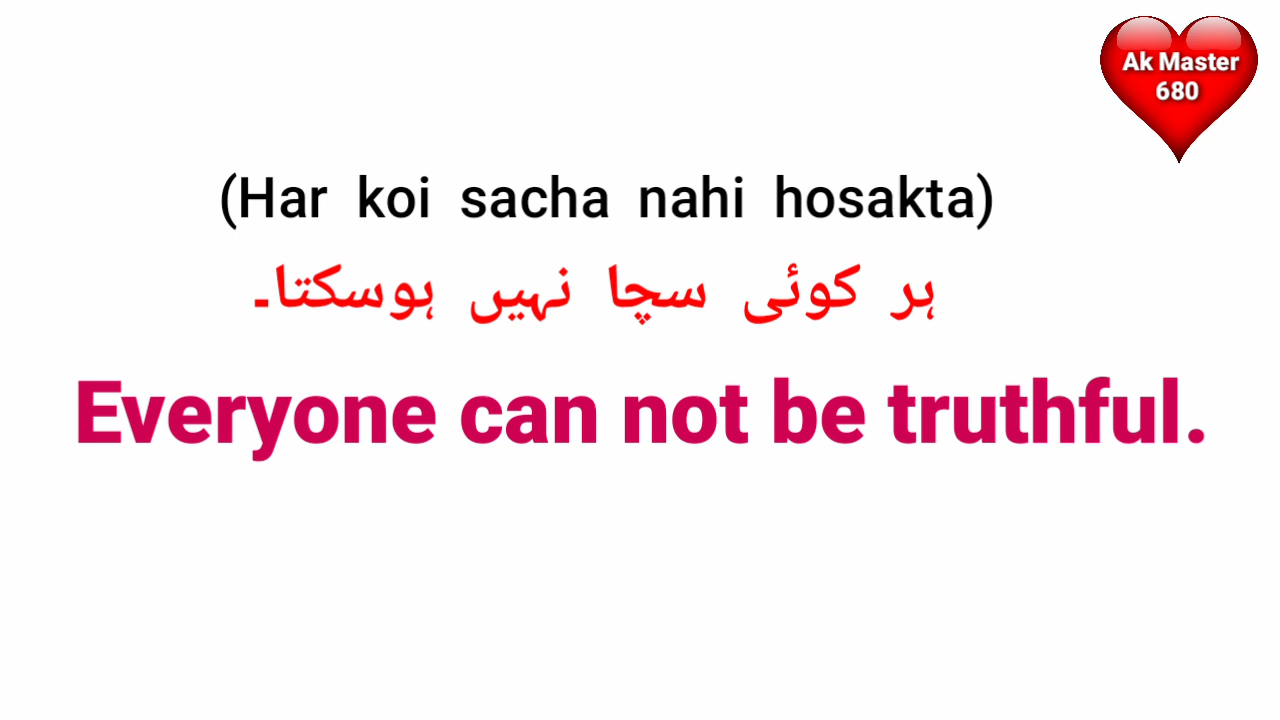 Ak Master
680
(Har koi sacha nahi hosakta)
ہر کوئی سچا نہیں ہوسکتا۔
Everyone can not be truthful.